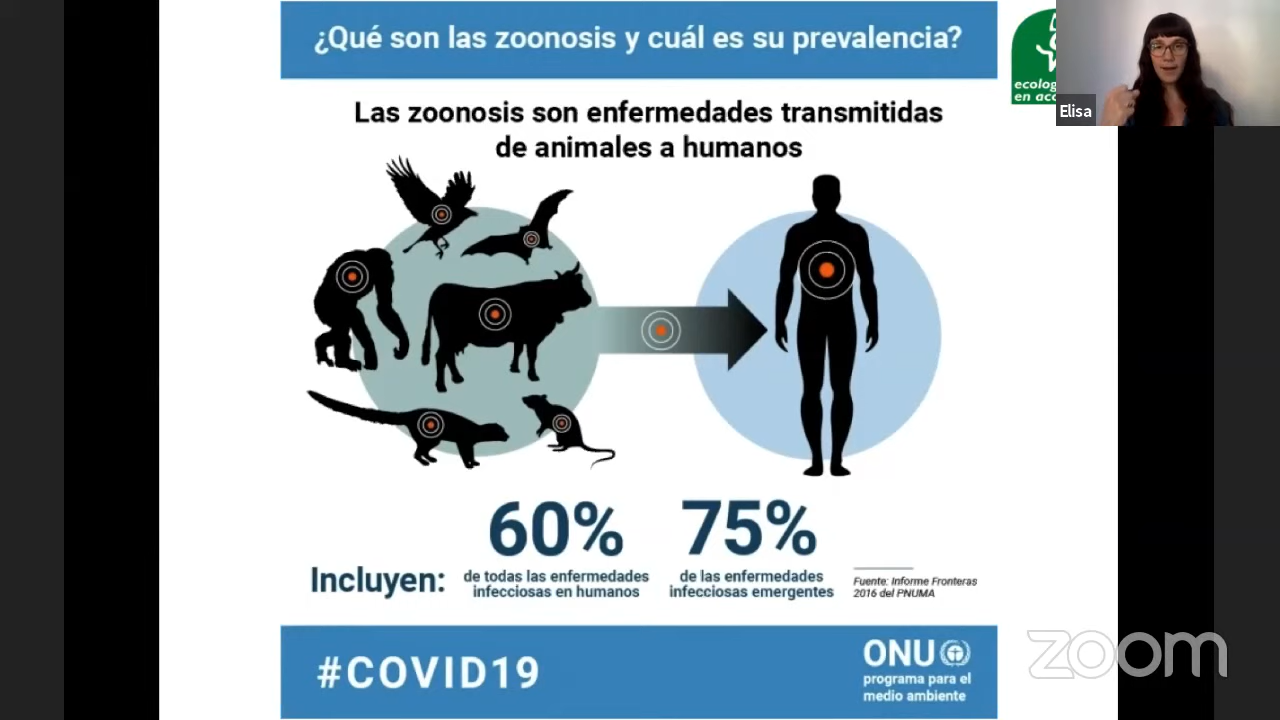 ¿Qué son las zoonosis y cuál es su prevalencia?
Las zoonosis son enfermedades transmitidas
de animales a humanos
60%
de todas las enfermedades
infecciosas en humanos
75%
de las enfermedades
infecciosas emergentes
Incluyen:
Fuente: Informe Fronteras
2016 del PNUMA
#COVID19
ONU
programa para el
medio ambiente
en
Elisa
zoom